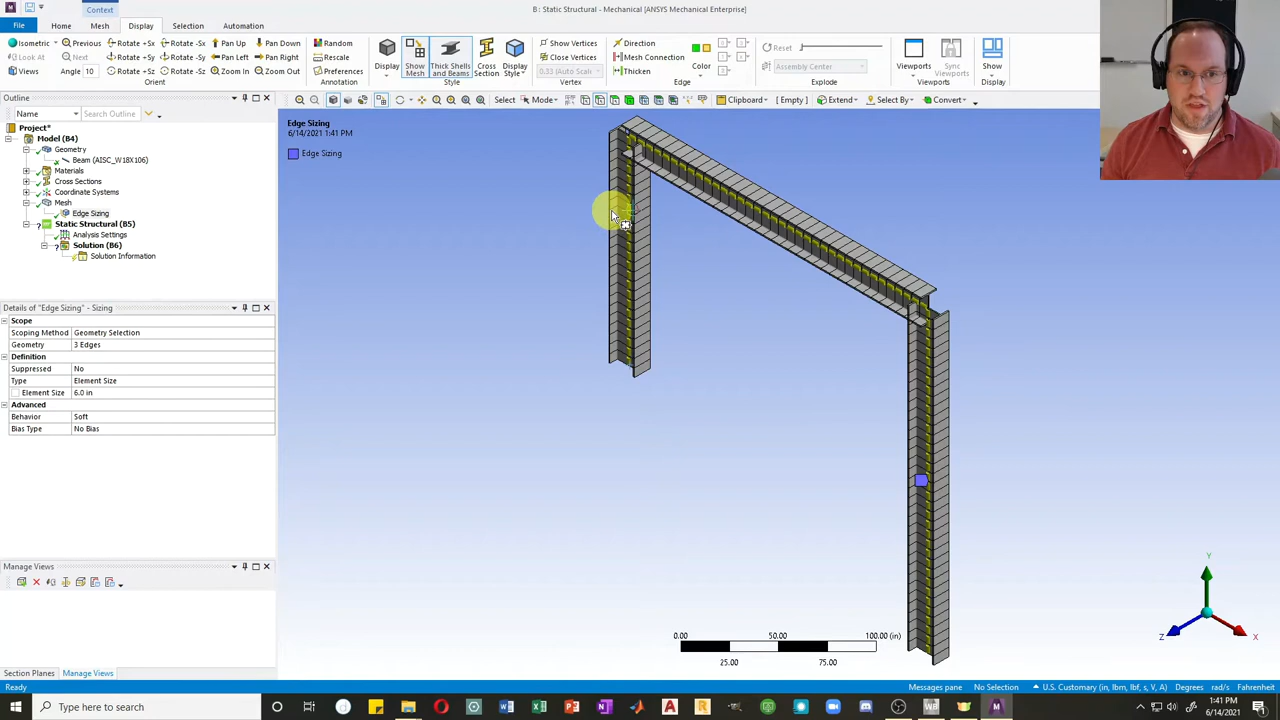 Context
B : Static Structural - Mechanical [ANSYS Mechanical Enterprise]
File Home Mesh Display Selection Automation
Isometric Previous Rotate +Sx Rotate -Sx Pan Up Pan Down Random Show Vertices Direction Reset
Look At Next Rotate +Sy Rotate -Sy Pan Left Pan Right Rescale Close Vertices Mesh Connection Assembly Center
Views Angle Rotate +Sz Rotate -Sz Zoom In Zoom Out Preferences 0.33 (Auto Scale) Thicken
Display Show Mesh Thick Shells and Beams Cross Section Display Style Color Viewports Sync Viewports Show
Orient Annotation Style Vertex Edge Explode Viewports Display
Outline
Select Mode Clipboard [ Empty ] Extend Select By Convert
Name Search Outline
Project*
Model (B4)
Geometry
Beam (AISC_W18X106)
Materials
Cross Sections
Coordinate Systems
Mesh
Edge Sizing
Static Structural (B5)
Analysis Settings
Solution (B6)
Solution Information
Details of "Edge Sizing" - Sizing
Scope
Scoping Method Geometry Selection
Geometry 3 Edges
Definition
Suppressed No
Type Element Size
Element Size 6.0 in
Advanced
Behavior Soft
Bias Type No Bias
Manage Views
Section Planes Manage Views
Edge Sizing
6/14/2021 1:41 PM
Edge Sizing
0.00 50.00 100.00 (in)
25.00 75.00
Y
Z X
Ready Messages pane No Selection U.S. Customary (in, lbm, lbf, s, V, A) Degrees rad/s Fahrenheit
Type here to search
1:41 PM
6/14/2021